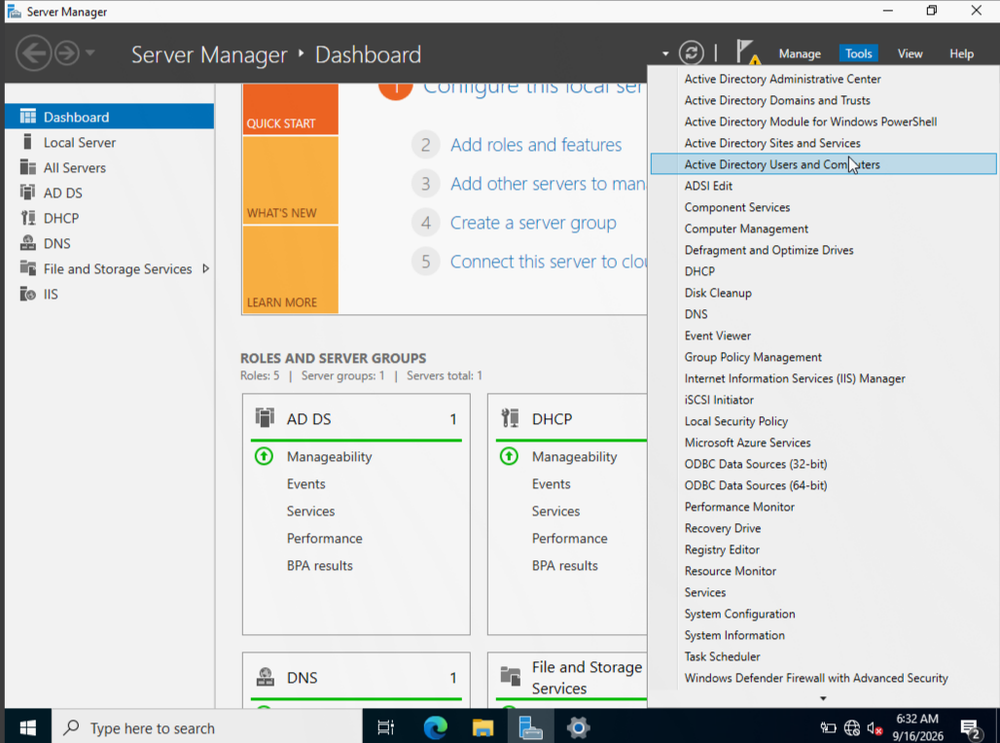 Server Manager
Server Manager • Dashboard
Manage Tools View Help
Dashboard
Local Server
All Servers
AD DS
DHCP
DNS
File and Storage Services
IIS
1 Configure this local ser
QUICK START
2 Add roles and features
3 Add other servers to man
WHAT'S NEW
4 Create a server group
5 Connect this server to clou
LEARN MORE
ROLES AND SERVER GROUPS
Roles: 5 | Server groups: 1 | Servers total: 1
AD DS 1
Manageability
Events
Services
Performance
BPA results
DHCP
Manageability
Events
Services
Performance
BPA results
DNS 1
File and Storage
Services
Active Directory Administrative Center
Active Directory Domains and Trusts
Active Directory Module for Windows PowerShell
Active Directory Sites and Services
Active Directory Users and Computers
ADSI Edit
Component Services
Computer Management
Defragment and Optimize Drives
DHCP
Disk Cleanup
DNS
Event Viewer
Group Policy Management
Internet Information Services (IIS) Manager
iSCSI Initiator
Local Security Policy
Microsoft Azure Services
ODBC Data Sources (32-bit)
ODBC Data Sources (64-bit)
Performance Monitor
Recovery Drive
Registry Editor
Resource Monitor
Services
System Configuration
System Information
Task Scheduler
Windows Defender Firewall with Advanced Security
Type here to search
6:32 AM
9/16/2026
2